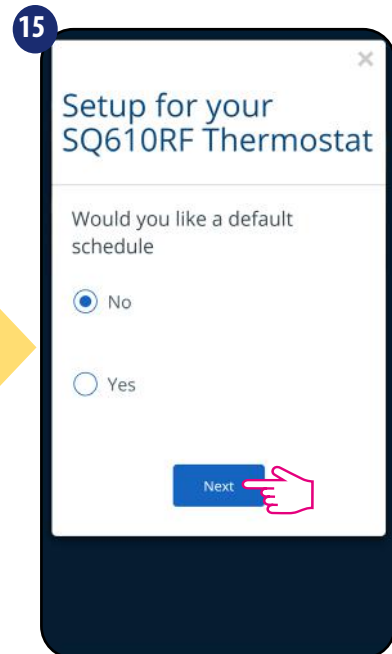 15
×
Setup for your
SQ610RF Thermostat
Would you like a default
schedule
No
Yes
Next